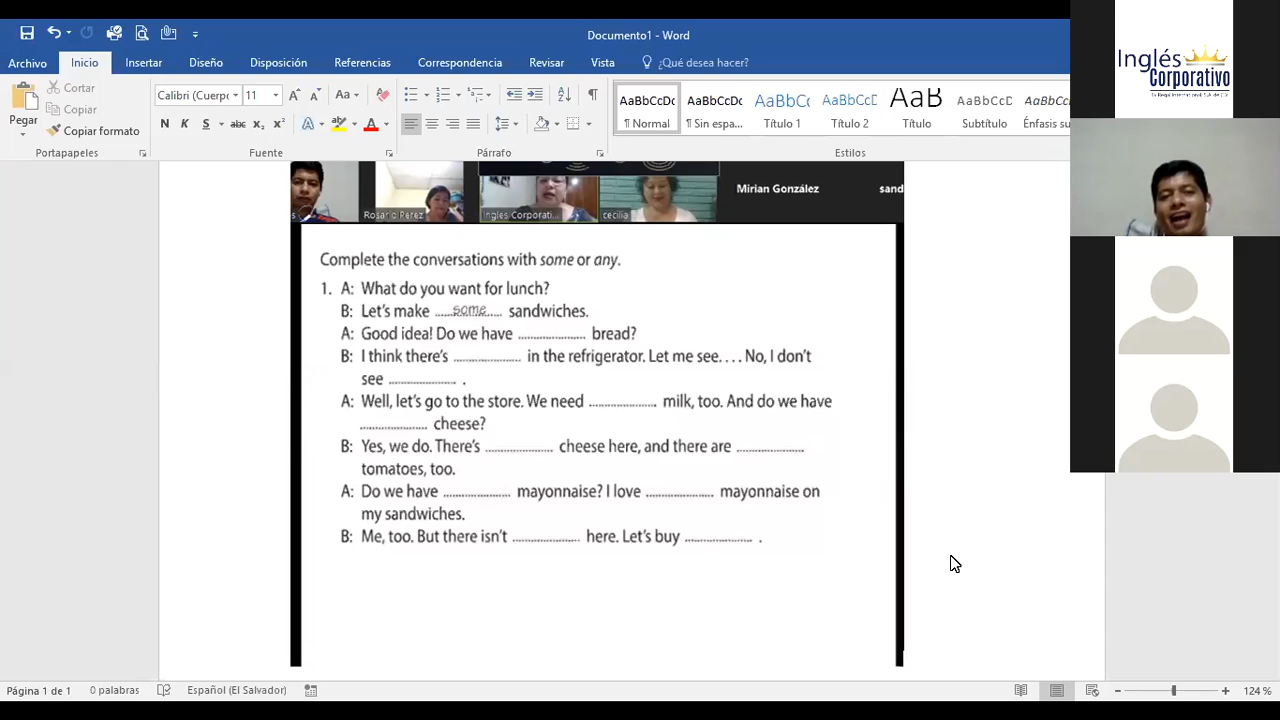 Documento1 - Word
Archivo Inicio Insertar Diseño Disposición Referencias Correspondencia Revisar Vista ¿Qué desea hacer?
Pegar
Cortar
Copiar
Copiar formato
Portapapeles
Calibri (Cuerpo 11
Fuente
Párrafo
AaBbCcDc AaBbCcDc AaBbCc AaBbCcD AaB AaBbCcD AaBbCcDc
¶ Normal ¶ Sin espa... Título 1 Título 2 Título Subtítulo Énfasis su
Estilos
Inglés
Corporativo
s Rosario Perez Ingles Corporati... cecilia Mirian González sand
Complete the conversations with some or any.
1. A: What do you want for lunch?
B: Let's make some sandwiches.
A: Good idea! Do we have .................. bread?
B: I think there's .................. in the refrigerator. Let me see. . . . No, I don't
see .................. .
A: Well, let's go to the store. We need .................. milk, too. And do we have
.................. cheese?
B: Yes, we do. There's .................. cheese here, and there are ..................
tomatoes, too.
A: Do we have .................. mayonnaise? I love .................. mayonnaise on
my sandwiches.
B: Me, too. But there isn't .................. here. Let's buy .................. .
Página 1 de 1 0 palabras Español (El Salvador) 124 %